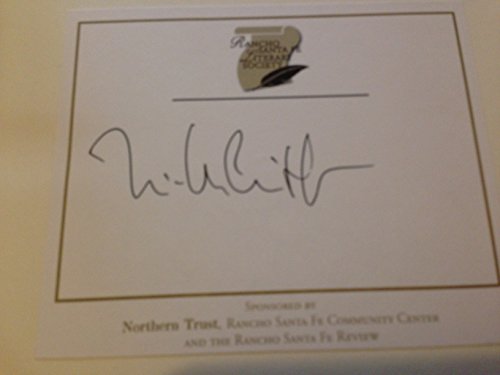 Rancho
Santa Fe
Literary
Society
Sponsored by
Northern Trust, Rancho Santa Fe Community Center
and the Rancho Santa Fe Review